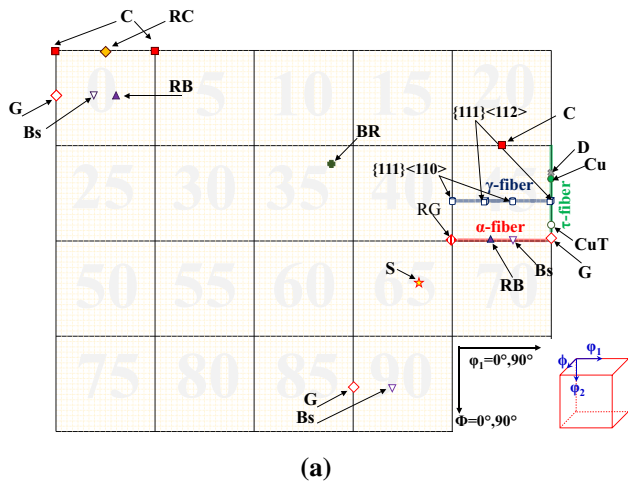 C RC
G Bs RB
0 5 10 15 20
{111}<112> C
BR
D
Cu
{111}<110>
γ-fiber
τ-fiber
25 30 35 40 45
RG α-fiber
CuT
RB Bs G
S
50 55 60 65 70
75 80 85 90
G
Bs
φ₁=0°,90°
Φ=0°,90°
ϕ φ₁
φ₂
(a)